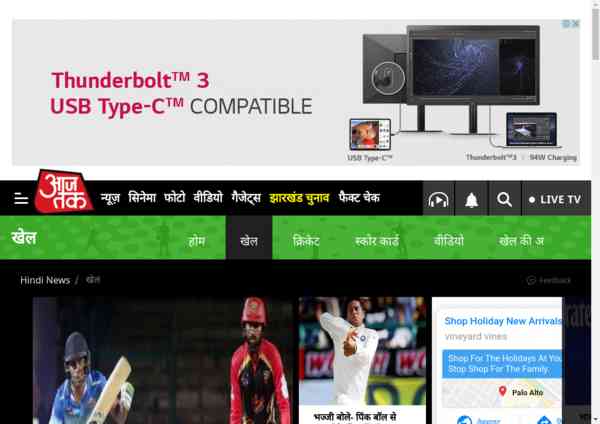 Thunderbolt™ 3
USB Type-C™ COMPATIBLE
USB Type-C™
Thunderbolt™3 | 94W Charging
आज तक
न्यूज़ सिनेमा फोटो वीडियो गैजेट्स झारखंड चुनाव फैक्ट चेक
LIVE TV
खेल
होम खेल क्रिकेट स्कोर कार्ड वीडियो खेल की अ
Hindi News / खेल
Feedback
Shop Holiday New Arrivals
vineyard vines
Shop For The Holidays At You
Stop Shop For The Family.
Palo Alto
भज्जी बोले- पिंक बॉल से